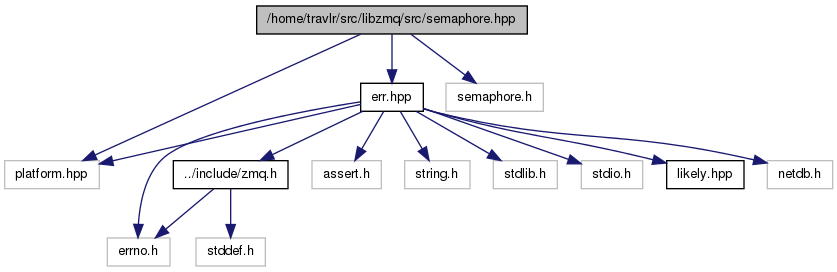 /home/travlr/src/libzmq/src/semaphore.hpp
err.hpp
semaphore.h
platform.hpp
../include/zmq.h
assert.h
string.h
stdlib.h
stdio.h
likely.hpp
netdb.h
errno.h
stddef.h